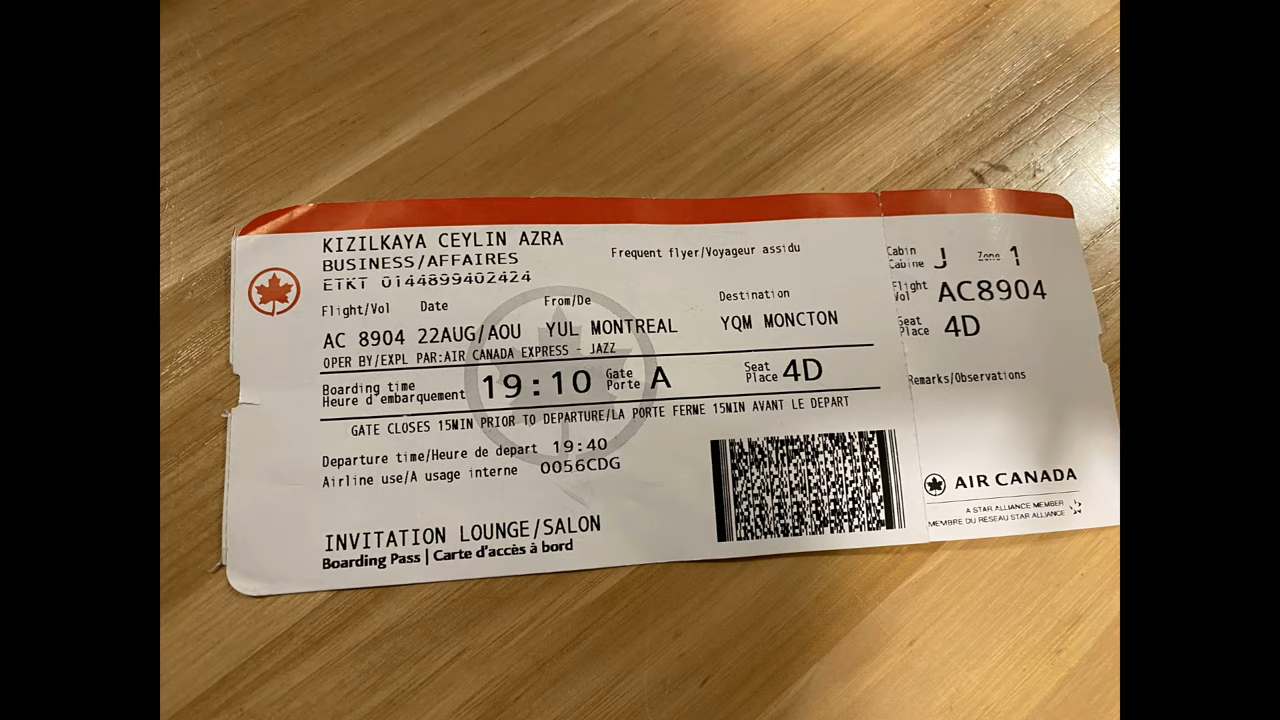 KIZILKAYA CEYLIN AZRA
BUSINESS/AFFAIRES
ETKT 0144899402424
Frequent flyer/Voyageur assidu
Flight/Vol Date From/De Destination
AC 8904 22AUG/AOU YUL MONTREAL YQM MONCTON
OPER BY/EXPL PAR:AIR CANADA EXPRESS - JAZZ
Boarding time
Heure d'embarquement 19:10 Gate
Porte A Seat
Place 4D
GATE CLOSES 15MIN PRIOR TO DEPARTURE/LA PORTE FERME 15MIN AVANT LE DEPART
Departure time/Heure de depart 19:40
Airline use/A usage interne 0056CDG
INVITATION LOUNGE/SALON
Boarding Pass | Carte d'accès à bord
Cabin
Cabine J Zone 1
Flight
Vol AC8904
Seat
Place 4D
Remarks/Observations
AIR CANADA
A STAR ALLIANCE MEMBER
MEMBRE DU RÉSEAU STAR ALLIANCE